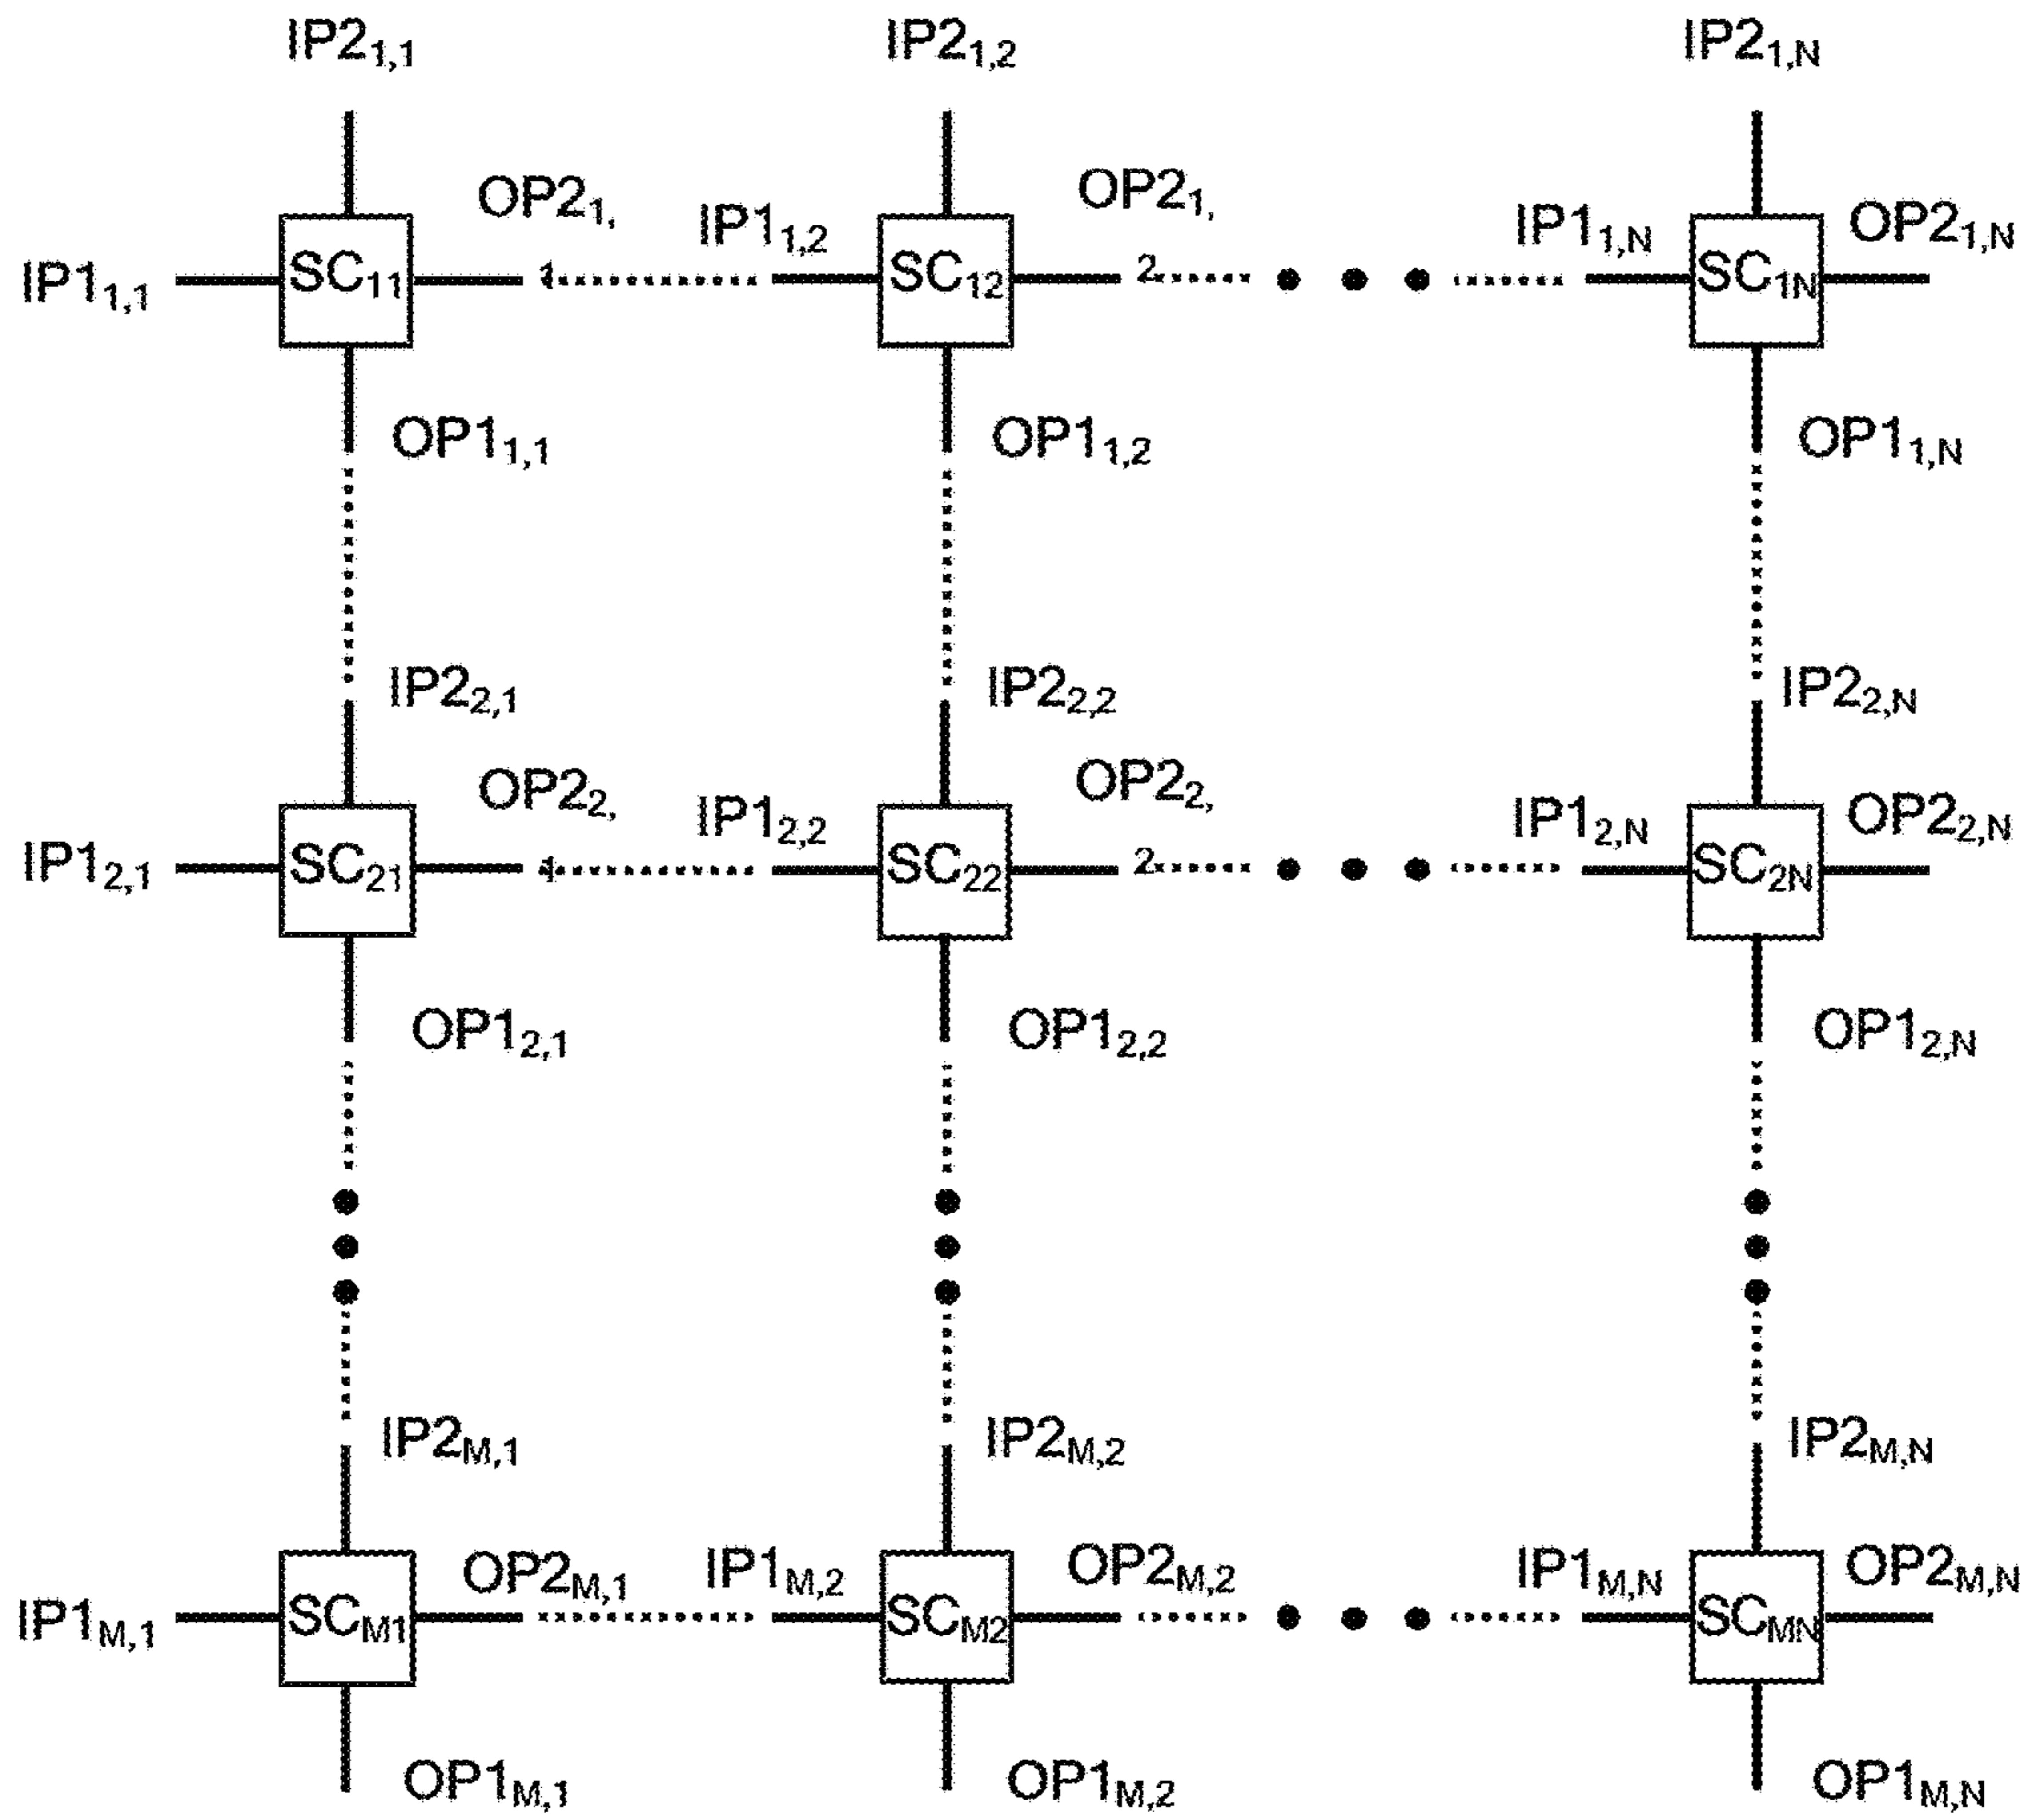 IP2₁,₁ IP2₁,₂ IP2₁,N
OP2₁, OP2₁,
IP1₁,₂ IP1₁,N OP2₁,N
IP1₁,₁ SC₁₁ 1 SC₁₂ 2 SC₁N
OP1₁,₁ OP1₁,₂ OP1₁,N
IP2₂,₁ IP2₂,₂ IP2₂,N
OP2₂, OP2₂,
IP1₂,₂ IP1₂,N OP2₂,N
IP1₂,₁ SC₂₁ 1 SC₂₂ 2 SC₂N
OP1₂,₁ OP1₂,₂ OP1₂,N
IP2M,₁ IP2M,₂ IP2M,N
OP2M,₁ IP1M,₂ OP2M,₂ IP1M,N OP2M,N
IP1M,₁ SCM₁ SCM₂ SCMN
OP1M,₁ OP1M,₂ OP1M,N